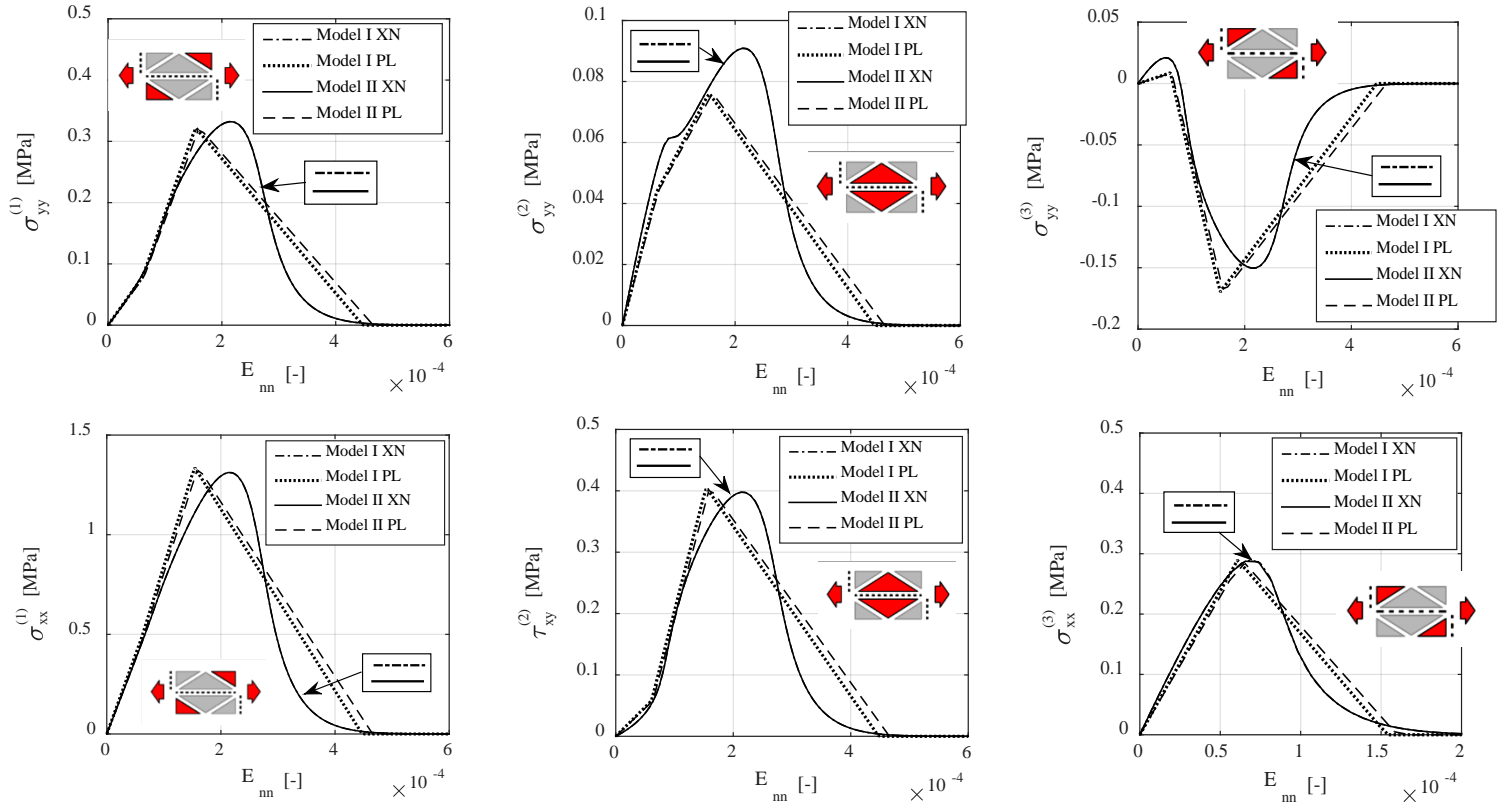 0.5
0.4
0.3
0.2
0.1
0
0 2 4 6
σyy(1) [MPa]
E nn [-]
×10 -4
Model I XN
Model I PL
Model II XN
Model II PL
0.1
0.08
0.06
0.04
0.02
0
0 2 4 6
σyy(2) [MPa]
E nn [-]
×10 -4
Model I XN
Model I PL
Model II XN
Model II PL
0.05
0
-0.05
-0.1
-0.15
-0.2
0 2 4 6
σyy(3) [MPa]
E nn [-]
×10 -4
Model I XN
Model I PL
Model II XN
Model II PL
1.5
1
0.5
0
0 2 4 6
σxx(1) [MPa]
E nn [-]
×10 -4
Model I XN
Model I PL
Model II XN
Model II PL
0.5
0.4
0.3
0.2
0.1
0
0 2 4 6
τxy(2) [MPa]
E nn [-]
×10 -4
Model I XN
Model I PL
Model II XN
Model II PL
0.5
0.4
0.3
0.2
0.1
0
0 0.5 1 1.5 2
σxx(3) [MPa]
E nn [-]
×10 -4
Model I XN
Model I PL
Model II XN
Model II PL